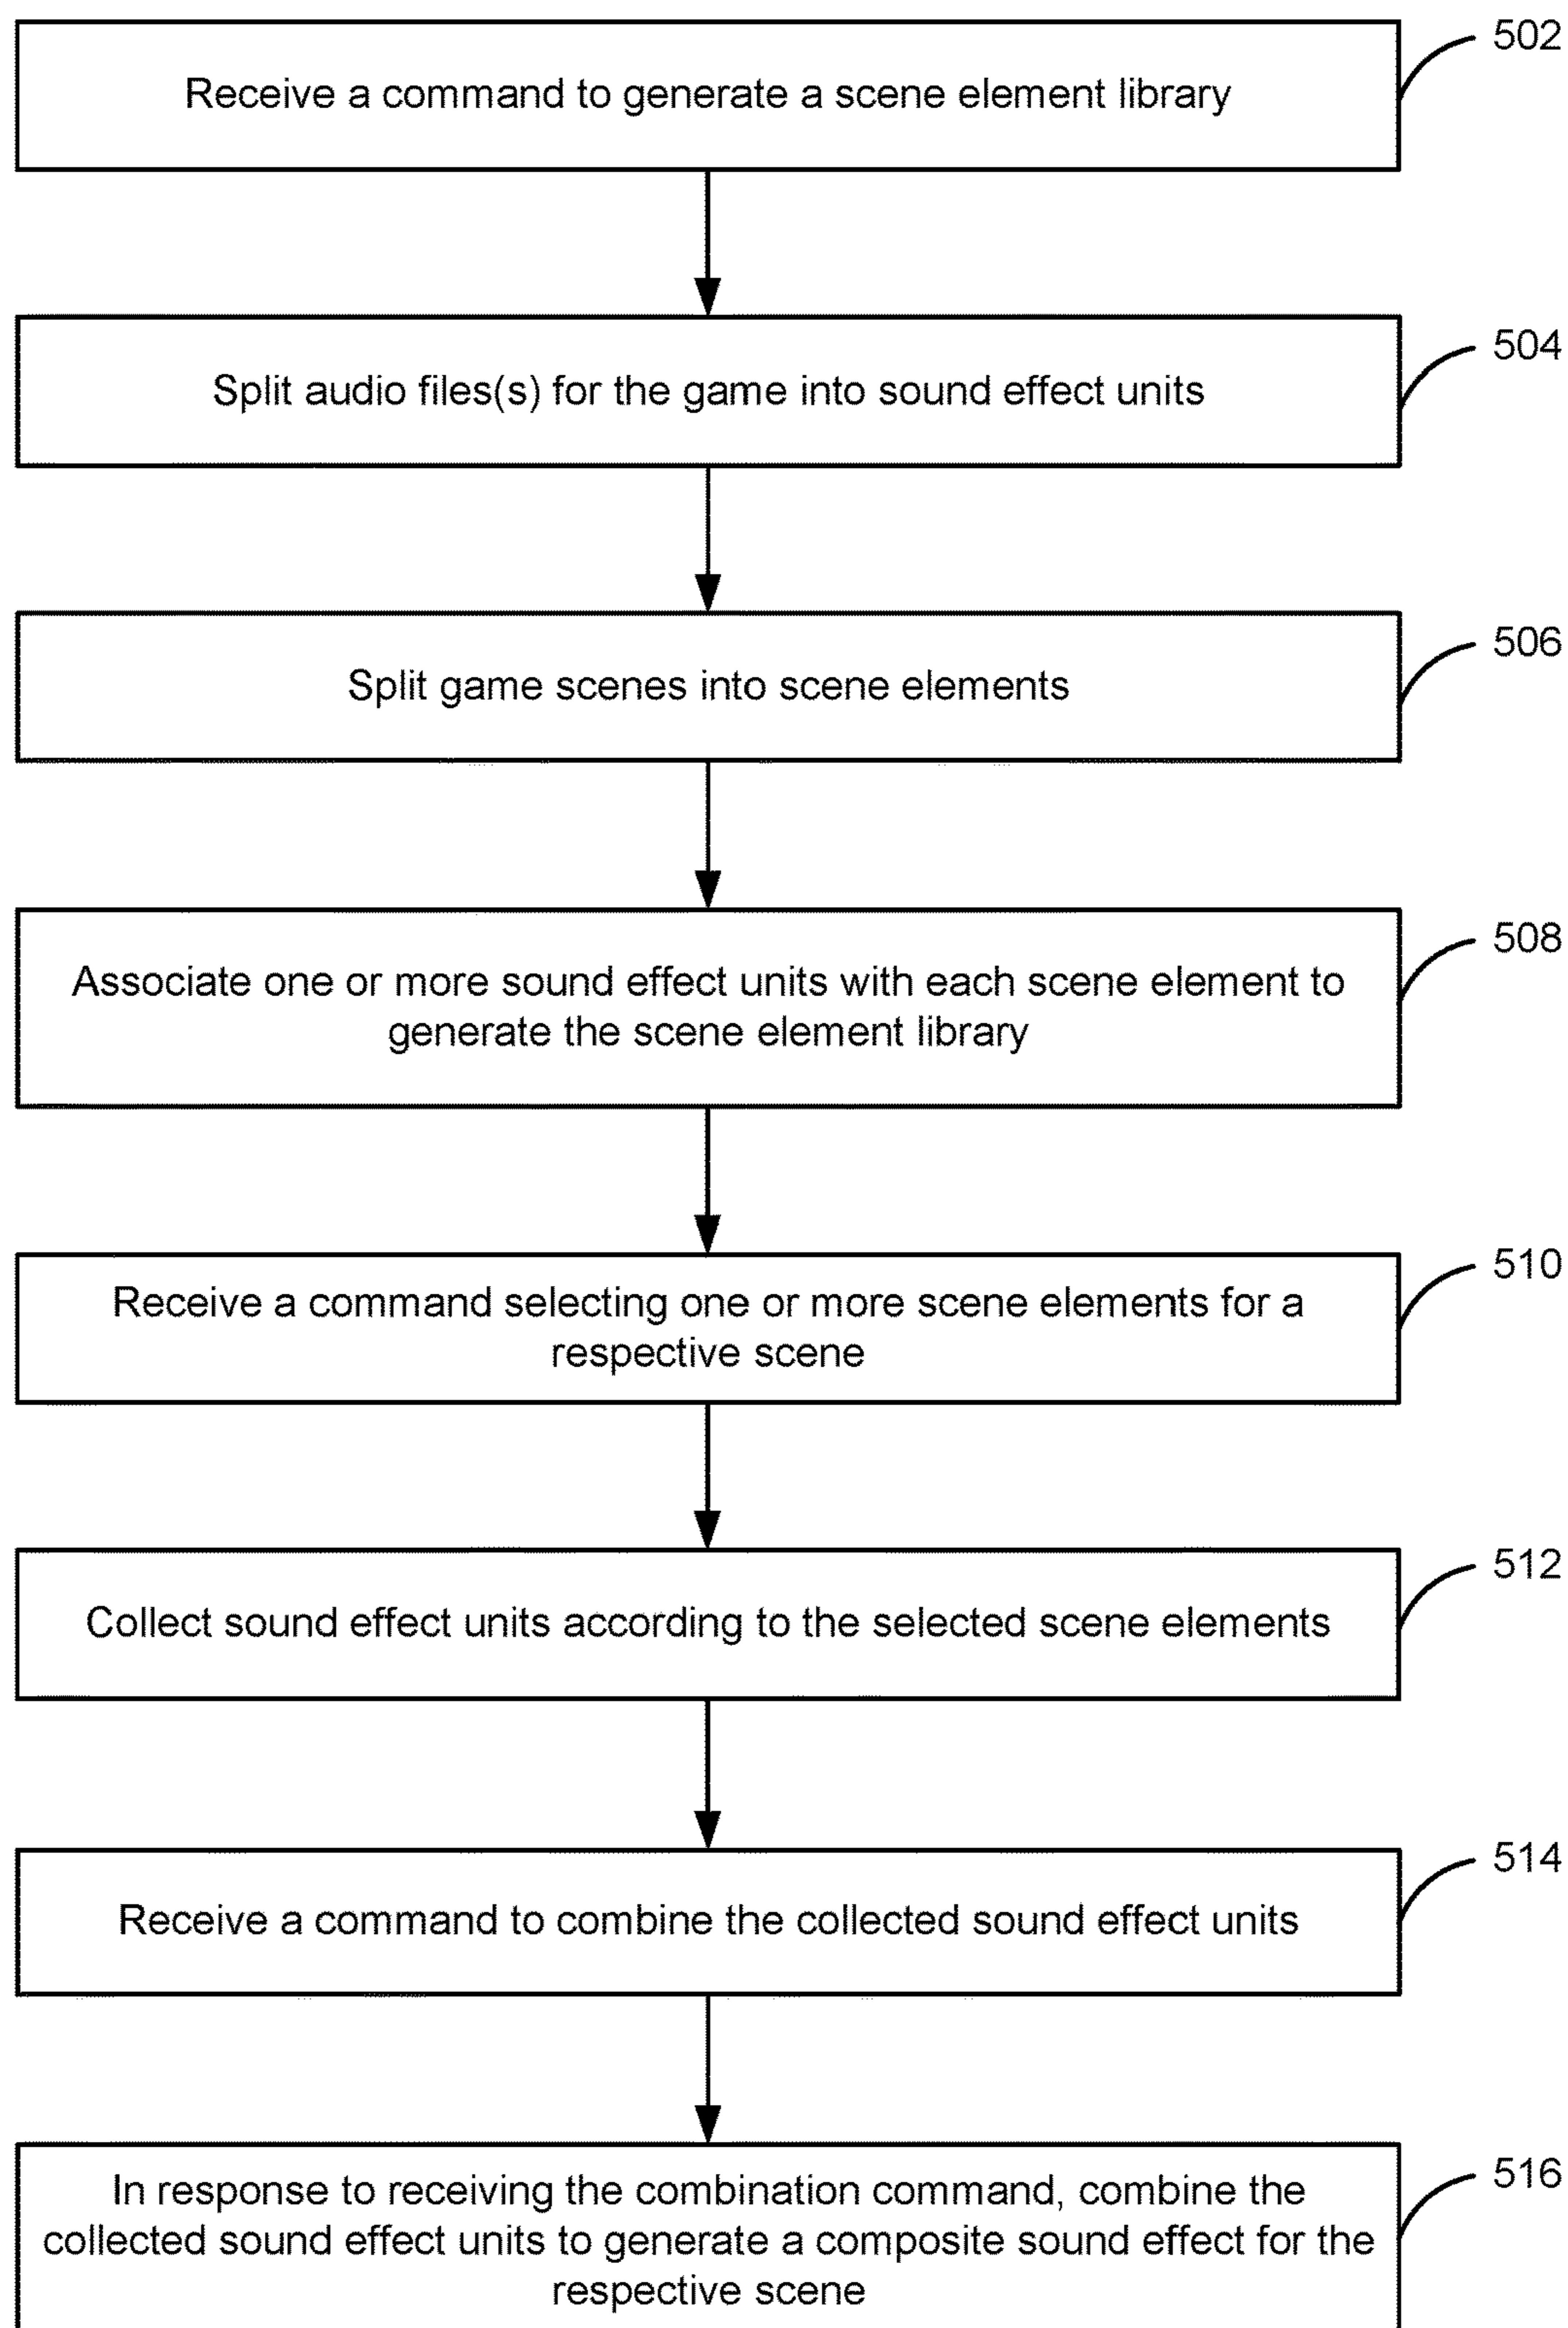 502
Receive a command to generate a scene element library
504
Split audio files(s) for the game into sound effect units
506
Split game scenes into scene elements
508
Associate one or more sound effect units with each scene element to
generate the scene element library
510
Receive a command selecting one or more scene elements for a
respective scene
512
Collect sound effect units according to the selected scene elements
514
Receive a command to combine the collected sound effect units
516
In response to receiving the combination command, combine the
collected sound effect units to generate a composite sound effect for the
respective scene